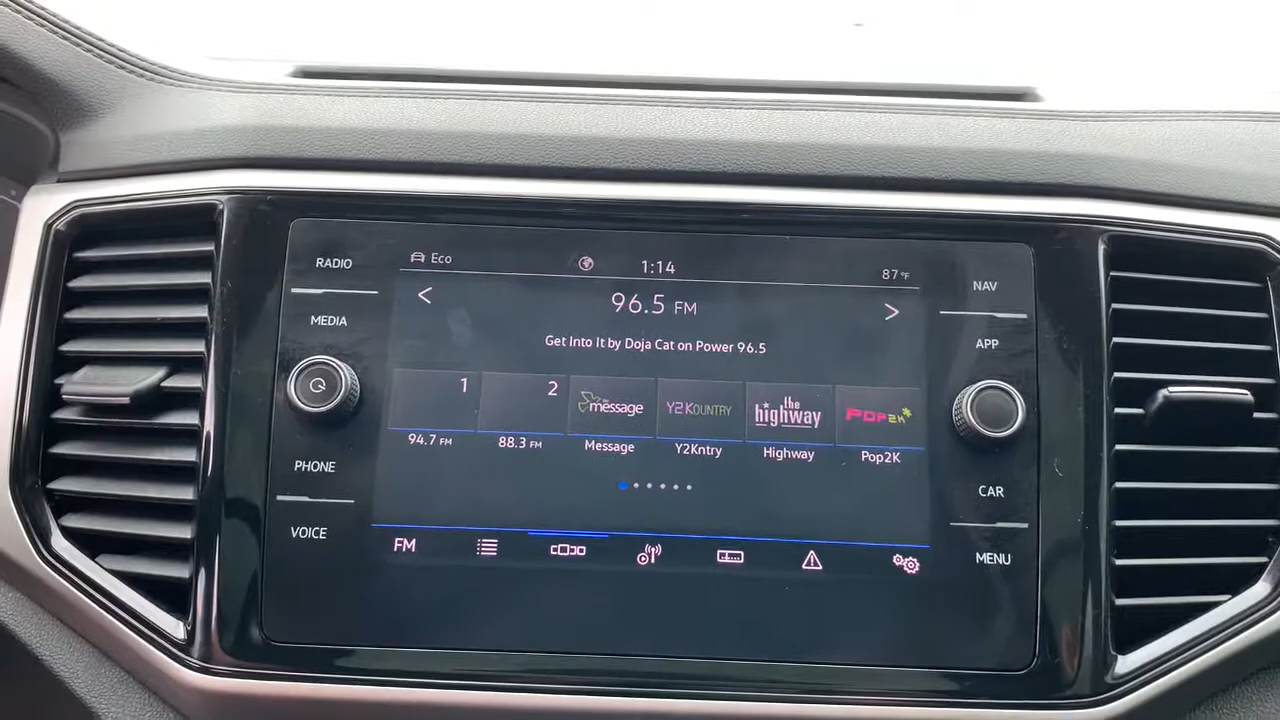 RADIO
MEDIA
PHONE
VOICE
Eco
1:14
87°F
<
96.5 FM
>
Get Into It by Doja Cat on Power 96.5
1
2
the message
Y2KOUNTRY
the highway
POP2K
94.7 FM
88.3 FM
Message
Y2Kntry
Highway
Pop2K
FM
NAV
APP
CAR
MENU